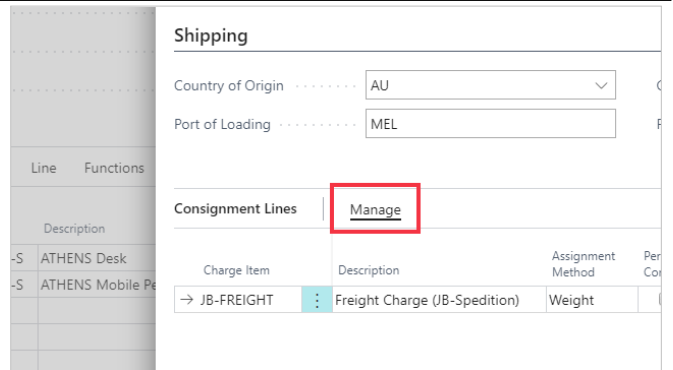 Shipping
Country of Origin AU
Port of Loading MEL
Line Functions
Consignment Lines Manage
Description
-S ATHENS Desk
-S ATHENS Mobile
Charge Item Description Assignment Method
JB-FREIGHT Freight Charge (JB-Spedition) Weight